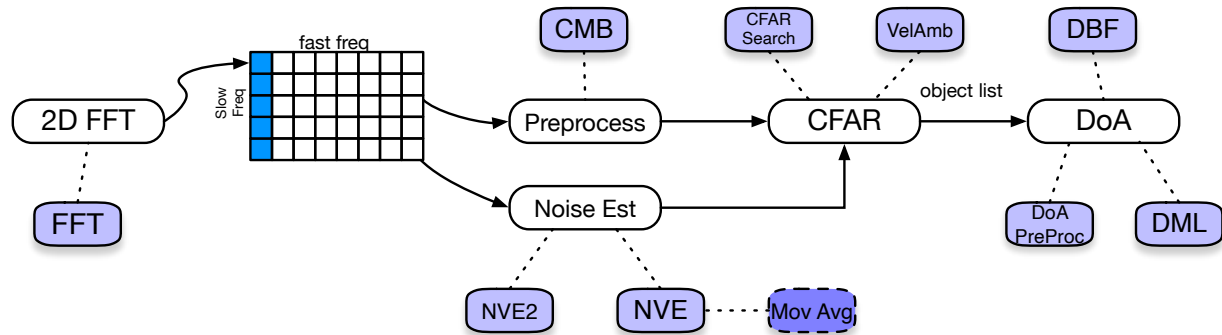 CMB
CFAR
Search
VelAmb
DBF
fast freq
Slow
Freq
object list
2D FFT
Preprocess
CFAR
DoA
FFT
Noise Est
DoA
PreProc
DML
NVE2
NVE
Mov Avg